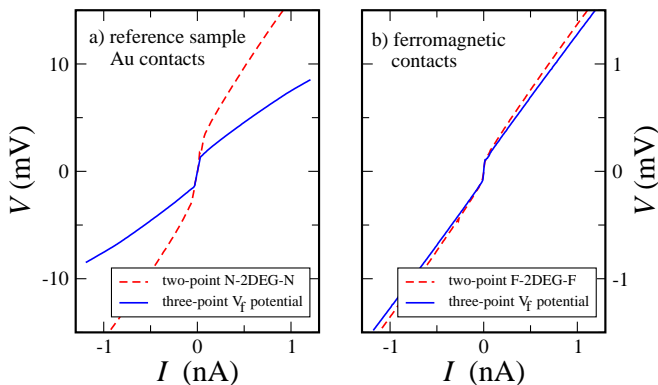 a) reference sample
Au contacts
V (mV)
10
0
-10
two-point N-2DEG-N
three-point Vf potential
-1
0
1
I (nA)
b) ferromagnetic
contacts
two-point F-2DEG-F
three-point Vf potential
-1
0
1
I (nA)
1
0
-1
V (mV)